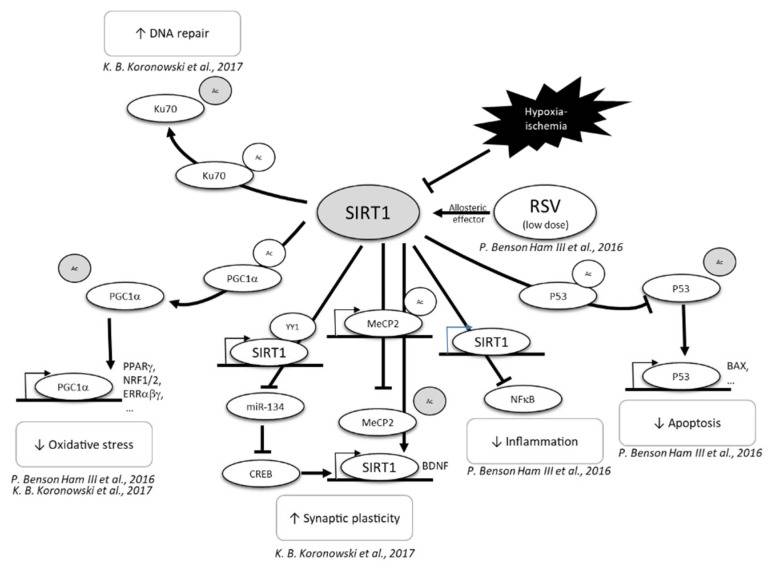 ↑ DNA repair
K. B. Koronowski et al., 2017
Ac
Ku70
Ac
Ku70
Hypoxia-
ischemia
SIRT1
Allosteric
effector
RSV
(low dose)
P. Benson Ham III et al., 2016
Ac
PGC1α
Ac
PGC1α
PGC1α
PPARγ,
NRF1/2,
ERRαβγ,
...
↓ Oxidative stress
P. Benson Ham III et al., 2016
K. B. Koronowski et al., 2017
YY1
SIRT1
miR-134
CREB
Ac
MeCP2
Ac
MeCP2
SIRT1
BDNF
↑ Synaptic plasticity
K. B. Koronowski et al., 2017
SIRT1
NFκB
↓ Inflammation
P. Benson Ham III et al., 2016
Ac
P53
Ac
P53
P53
BAX,
...
↓ Apoptosis
P. Benson Ham III et al., 2016